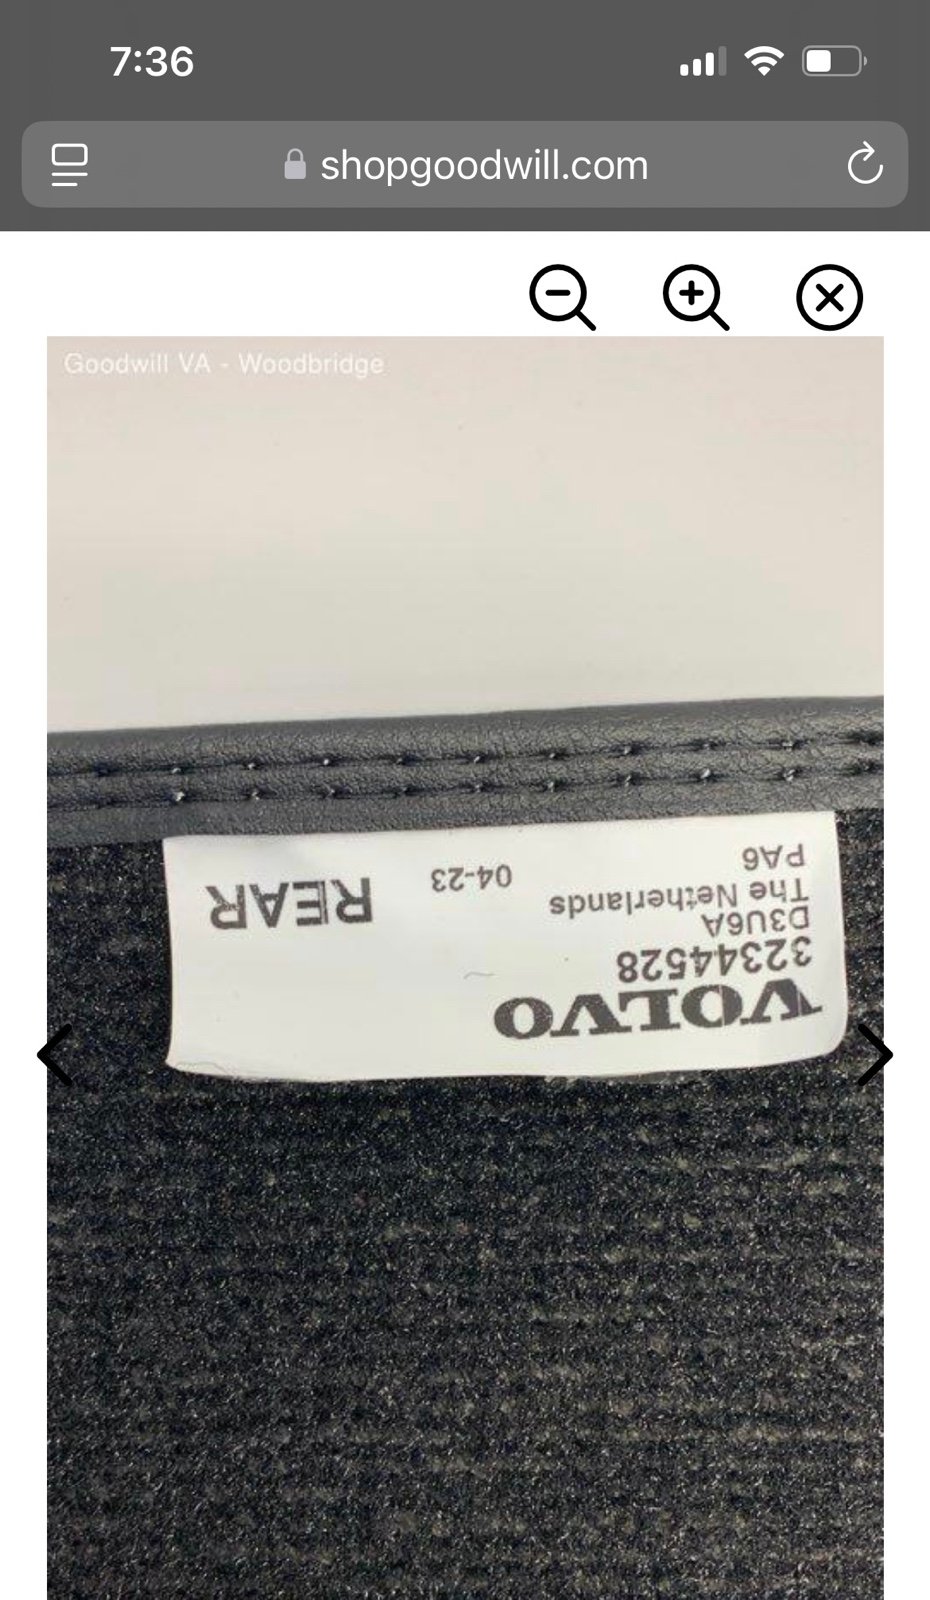 7:36
shopgoodwill.com
Goodwill VA - Woodbridge
VOLVO
32344528
D3U6A
The Netherlands
PA6
04-23
REAR